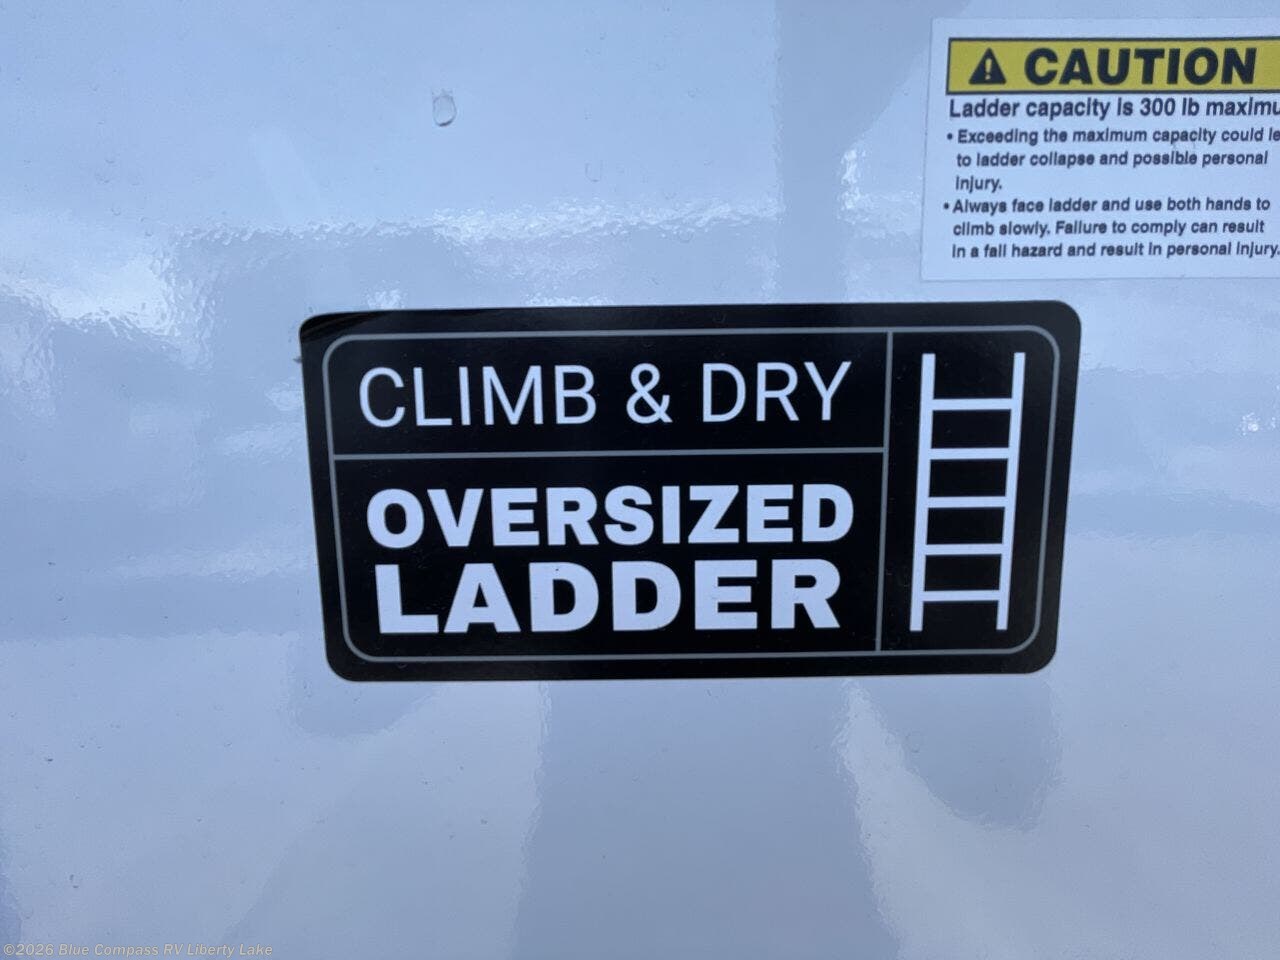 CAUTION
Ladder capacity is 300 lb
• Exceeding the maximum capacity could
to ladder collapse and possible personal
injury.
• Always face ladder and use both hands to
climb slowly. Failure to comply can result
in a fall hazard and result in personal injury.
CLIMB & DRY
OVERSIZED
LADDER
©2026 Blue Compass RV Liberty Lake